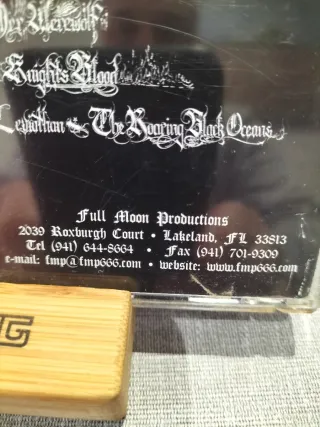 Der Werewolf
Knights Blood
Leviathan The Roaring Black Oceans
Full Moon Productions
2039 Roxburgh Court • Lakeland, FL 33813
Tel (941) 644-8664 • Fax (941) 701-9309
e-mail: fmp@fmp666.com • website: www.fmp666.com